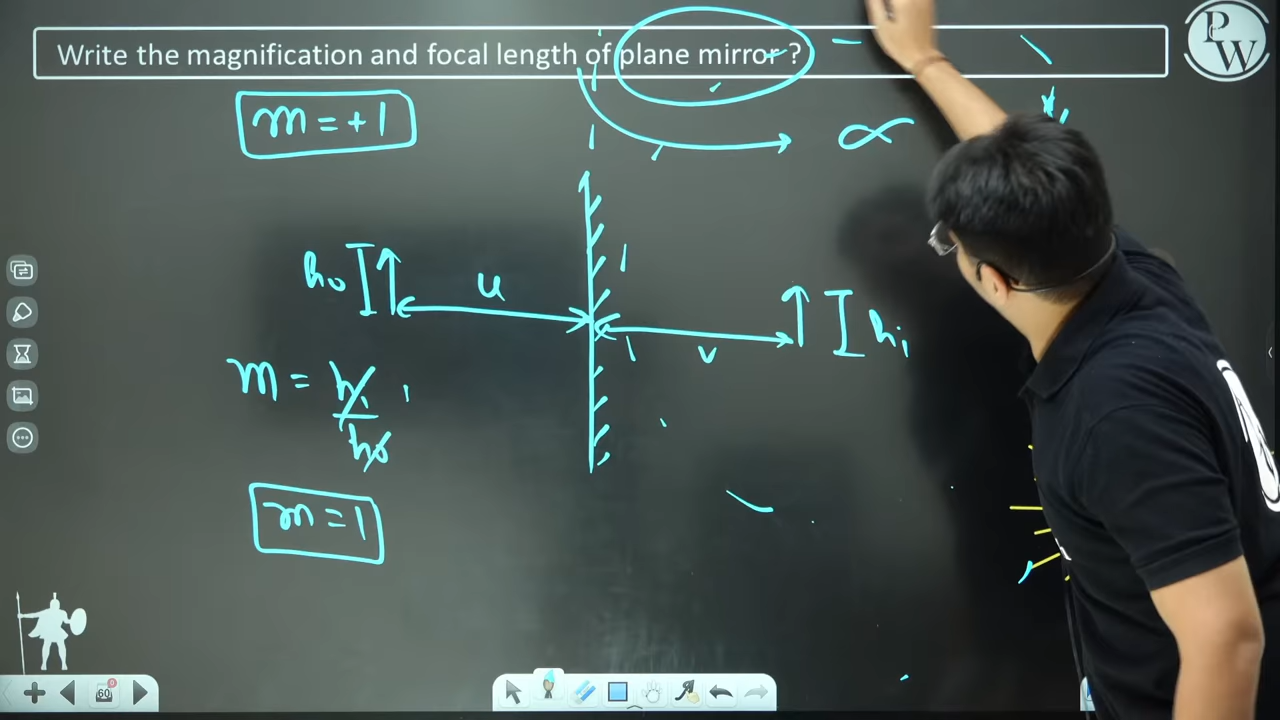 Write the magnification and focal length of plane mirror ?
PW
m = +1
∞
h₀
u
v
hᵢ
m = hᵢ
h₀
m = 1
60